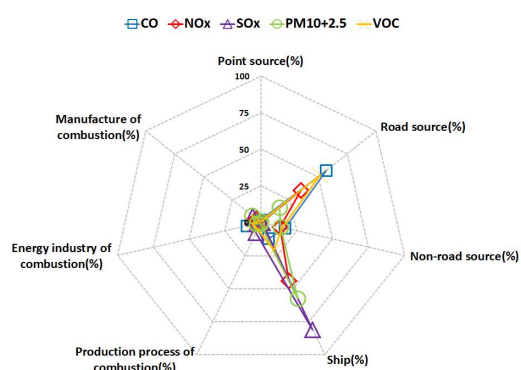 CO NOx SOx PM10+2.5 VOC
Point source(%)
100
75
50
25
0
Road source(%)
Non-road source(%)
Ship(%)
Production process of
combustion(%)
Energy industry of
combustion(%)
Manufacture of
combustion(%)